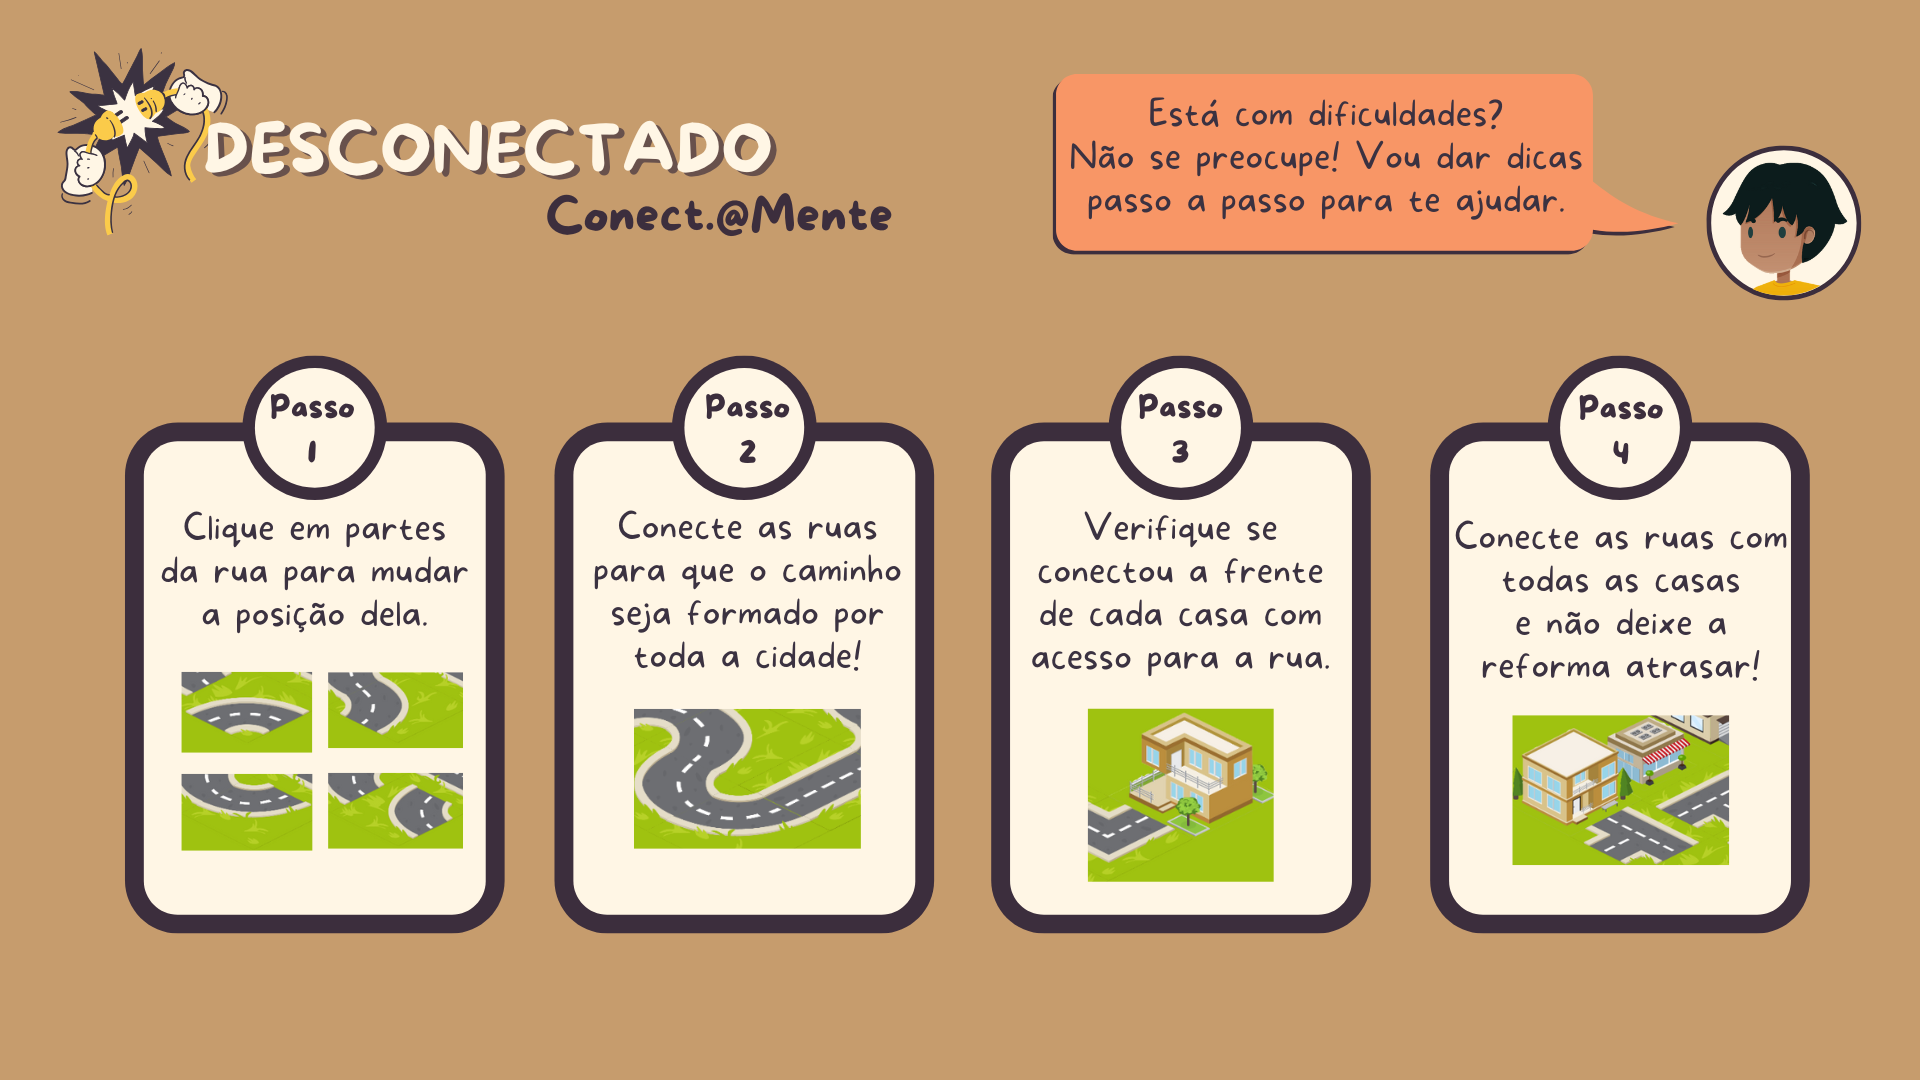 DESCONECTADO
Conect.@Mente
Está com dificuldades?
Não se preocupe! Vou dar dicas
passo a passo para te ajudar.
Passo
1
Clique em partes
da rua para mudar
a posição dela.
Passo
2
Conecte as ruas
para que o caminho
seja formado por
toda a cidade!
Passo
3
Verifique se
conectou a frente
de cada casa com
acesso para a rua.
Passo
4
Conecte as ruas com
todas as casas
e não deixe a
reforma atrasar!